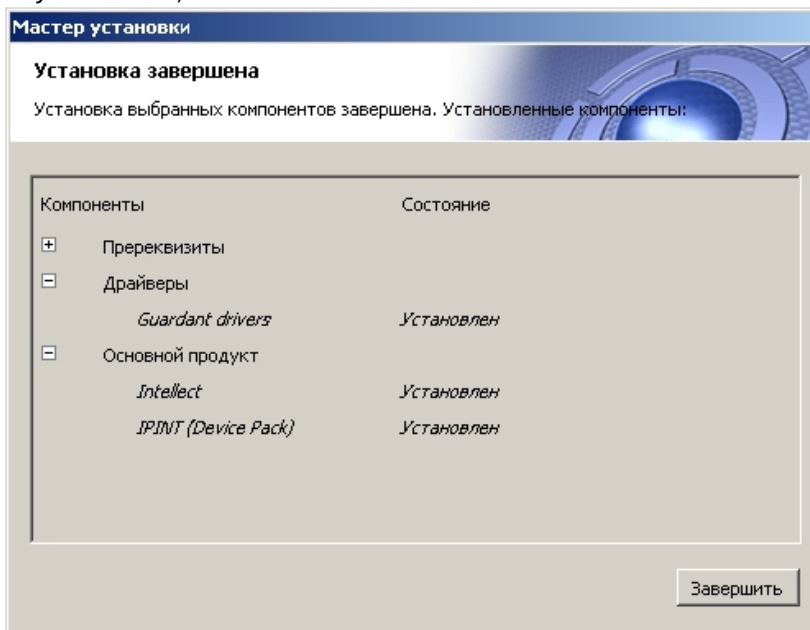 Мастер установки
Установка завершена
Установка выбранных компонентов завершена. Установленные компоненты:
Компоненты Состояние
Пререквизиты
Драйверы
Guardant drivers Установлен
Основной продукт
Intellect Установлен
IPINT (Device Pack) Установлен
Завершить